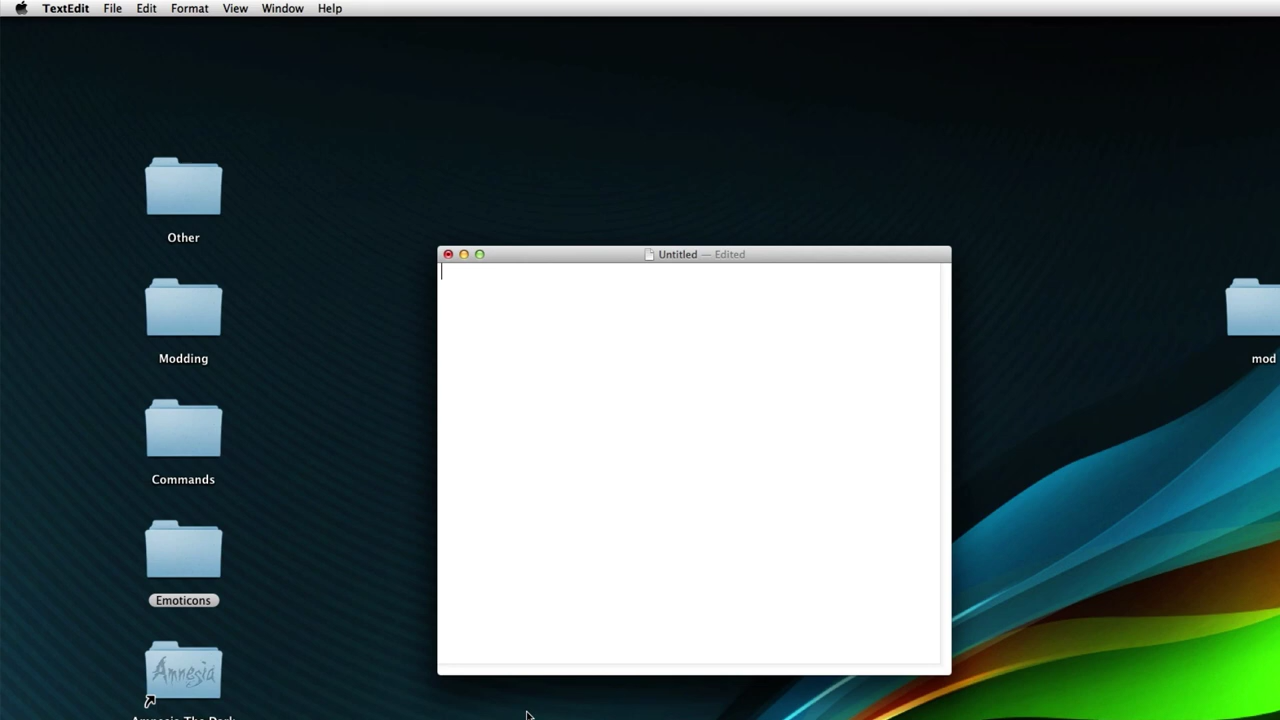 TextEdit File Edit Format View Window Help
Other
Modding
Commands
Emoticons
Amnesia
Untitled — Edited
mod